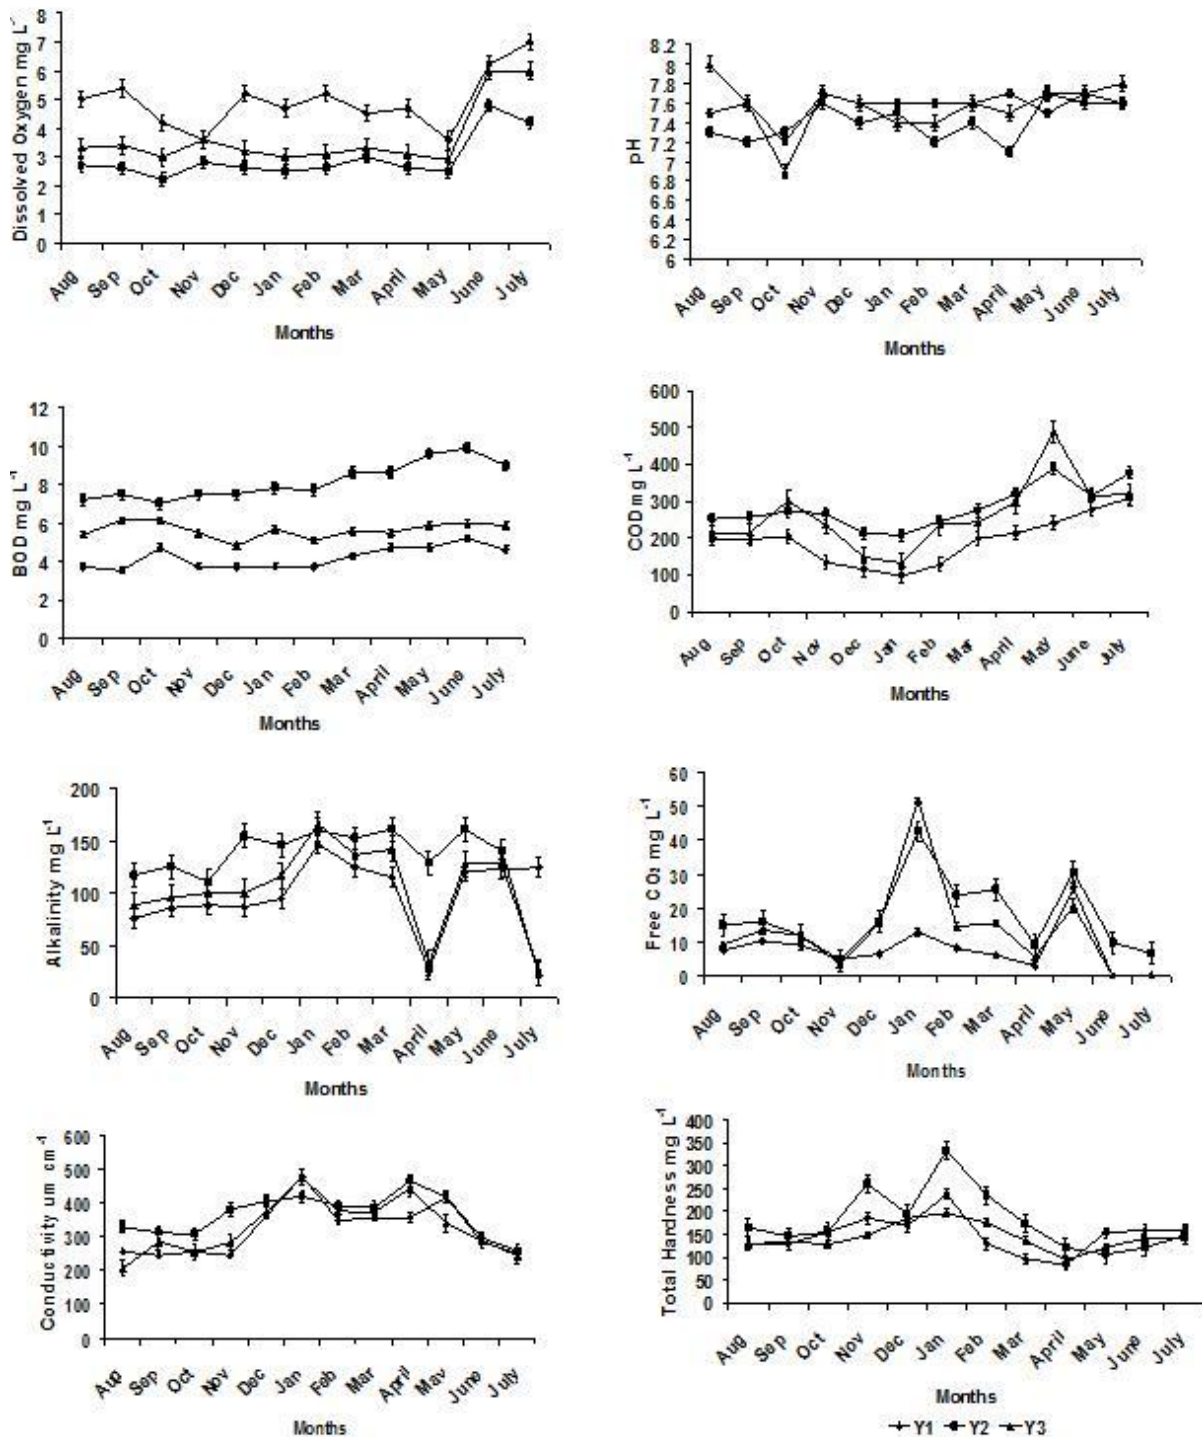 Dissolved Oxygen mg L⁻
8
7
6
5
4
3
2
1
0
Aug Sep Oct Nov Dec Jan Feb Mar April May June July
Months
pH
8.2
8
7.8
7.6
7.4
7.2
7
6.8
6.6
6.4
6.2
6
Aug Sep Oct Nov Dec Jan Feb Mar April May June July
Months
BOD mg L⁻¹
12
10
8
6
4
2
0
Aug Sep Oct Nov Dec Jan Feb Mar April May June July
Months
COD mg L⁻¹
600
500
400
300
200
100
0
Aug Sep Oct Nov Dec Jan Feb Mar April May June July
Months
Alkalinity mg L⁻¹
200
150
100
50
0
Aug Sep Oct Nov Dec Jan Feb Mar April May June July
Months
Free CO₂ mg L⁻¹
60
50
40
30
20
10
0
Aug Sep Oct Nov Dec Jan Feb Mar April May June July
Months
Conductivity um cm⁻¹
600
500
400
300
200
100
0
Aug Sep Oct Nov Dec Jan Feb Mar April May June July
Months
Total Hardness mg L⁻¹
400
350
300
250
200
150
100
50
0
Aug Sep Oct Nov Dec Jan Feb Mar April May June July
Months
Y1 Y2 Y3